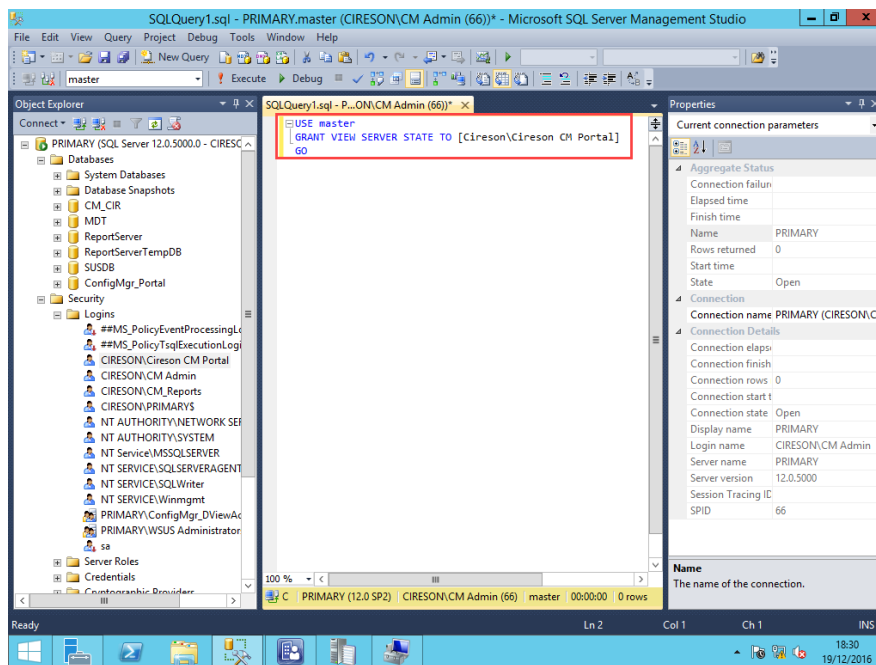 SQLQuery1.sql - PRIMARY.master (CIRESON\CM Admin (66))* - Microsoft SQL Server Management Studio
File Edit View Query Project Debug Tools Window Help
New Query
master Execute Debug
Object Explorer
Connect
PRIMARY (SQL Server 12.0.5000.0 - CIRESC
Databases
System Databases
Database Snapshots
CM_CIR
MDT
ReportServer
ReportServerTempDB
SUSDB
ConfigMgr_Portal
Security
Logins
##MS_PolicyEventProcessingLo
##MS_PolicyTsqlExecutionLogi
CIRESON\Cireson CM Portal
CIRESON\CM Admin
CIRESON\CM_Reports
CIRESON\PRIMARY$
NT AUTHORITY\NETWORK SER
NT AUTHORITY\SYSTEM
NT Service\MSSQLSERVER
NT SERVICE\SQLSERVERAGENT
NT SERVICE\SQLWriter
NT SERVICE\Winmgmt
PRIMARY\ConfigMgr_DViewAc
PRIMARY\WSUS Administrator
sa
Server Roles
Credentials
Cryptographic Providers
SQLQuery1.sql - P...ON\CM Admin (66))*
USE master
GRANT VIEW SERVER STATE TO [Cireson\Cireson CM Portal]
GO
100 %
C PRIMARY (12.0 SP2) CIRESON\CM Admin (66) master 00:00:00 0 rows
Properties
Current connection parameters
Aggregate Status
Connection failure
Elapsed time
Finish time
Name PRIMARY
Rows returned 0
Start time
State Open
Connection
Connection name PRIMARY (CIRESON\C
Connection Details
Connection elapse
Connection finish
Connection rows 0
Connection start t
Connection state Open
Display name PRIMARY
Login name CIRESON\CM Admin
Server name PRIMARY
Server version 12.0.5000
Session Tracing ID
SPID 66
Name
The name of the connection.
Ready Ln 2 Col 1 Ch 1 INS
18:30
19/12/2016